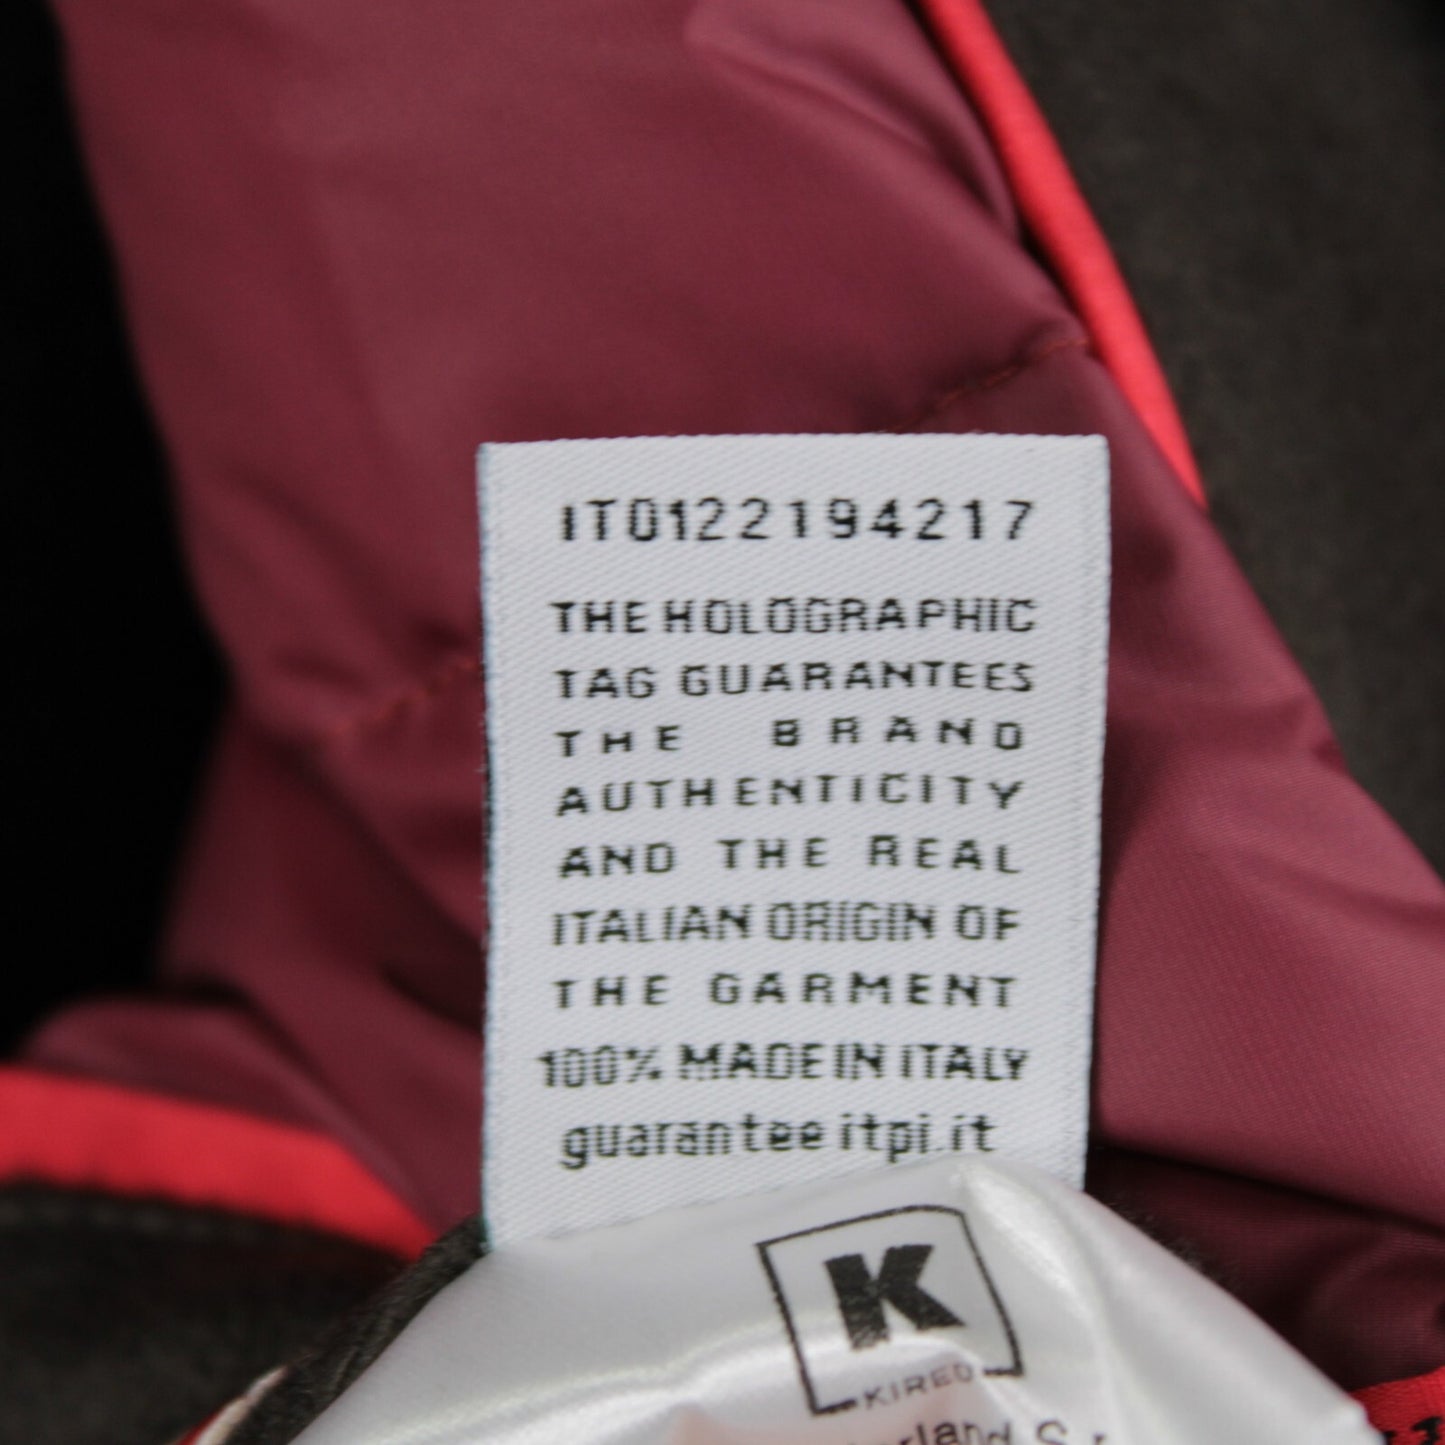 IT0122194217
THE HOLOGRAPHIC
TAG GUARANTEES
THE BRAND
AUTHENTICITY
AND THE REAL
ITALIAN ORIGIN OF
THE GARMENT
100% MADE IN ITALY
guarantee itpi.it
K
KIRED